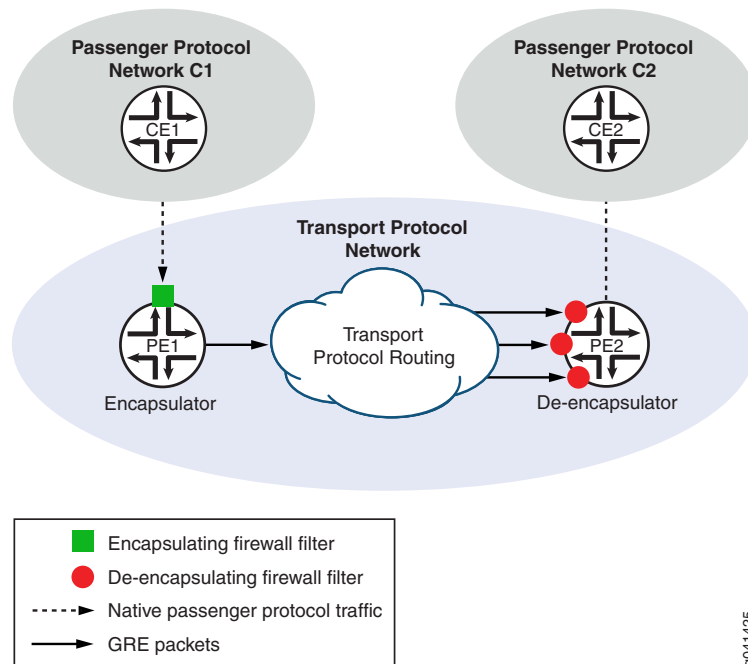 Passenger Protocol
Network C1
CE1
Passenger Protocol
Network C2
CE2
Transport Protocol
Network
PE1
Encapsulator
Transport
Protocol Routing
PE2
De-encapsulator
Encapsulating firewall filter
De-encapsulating firewall filter
Native passenger protocol traffic
GRE packets